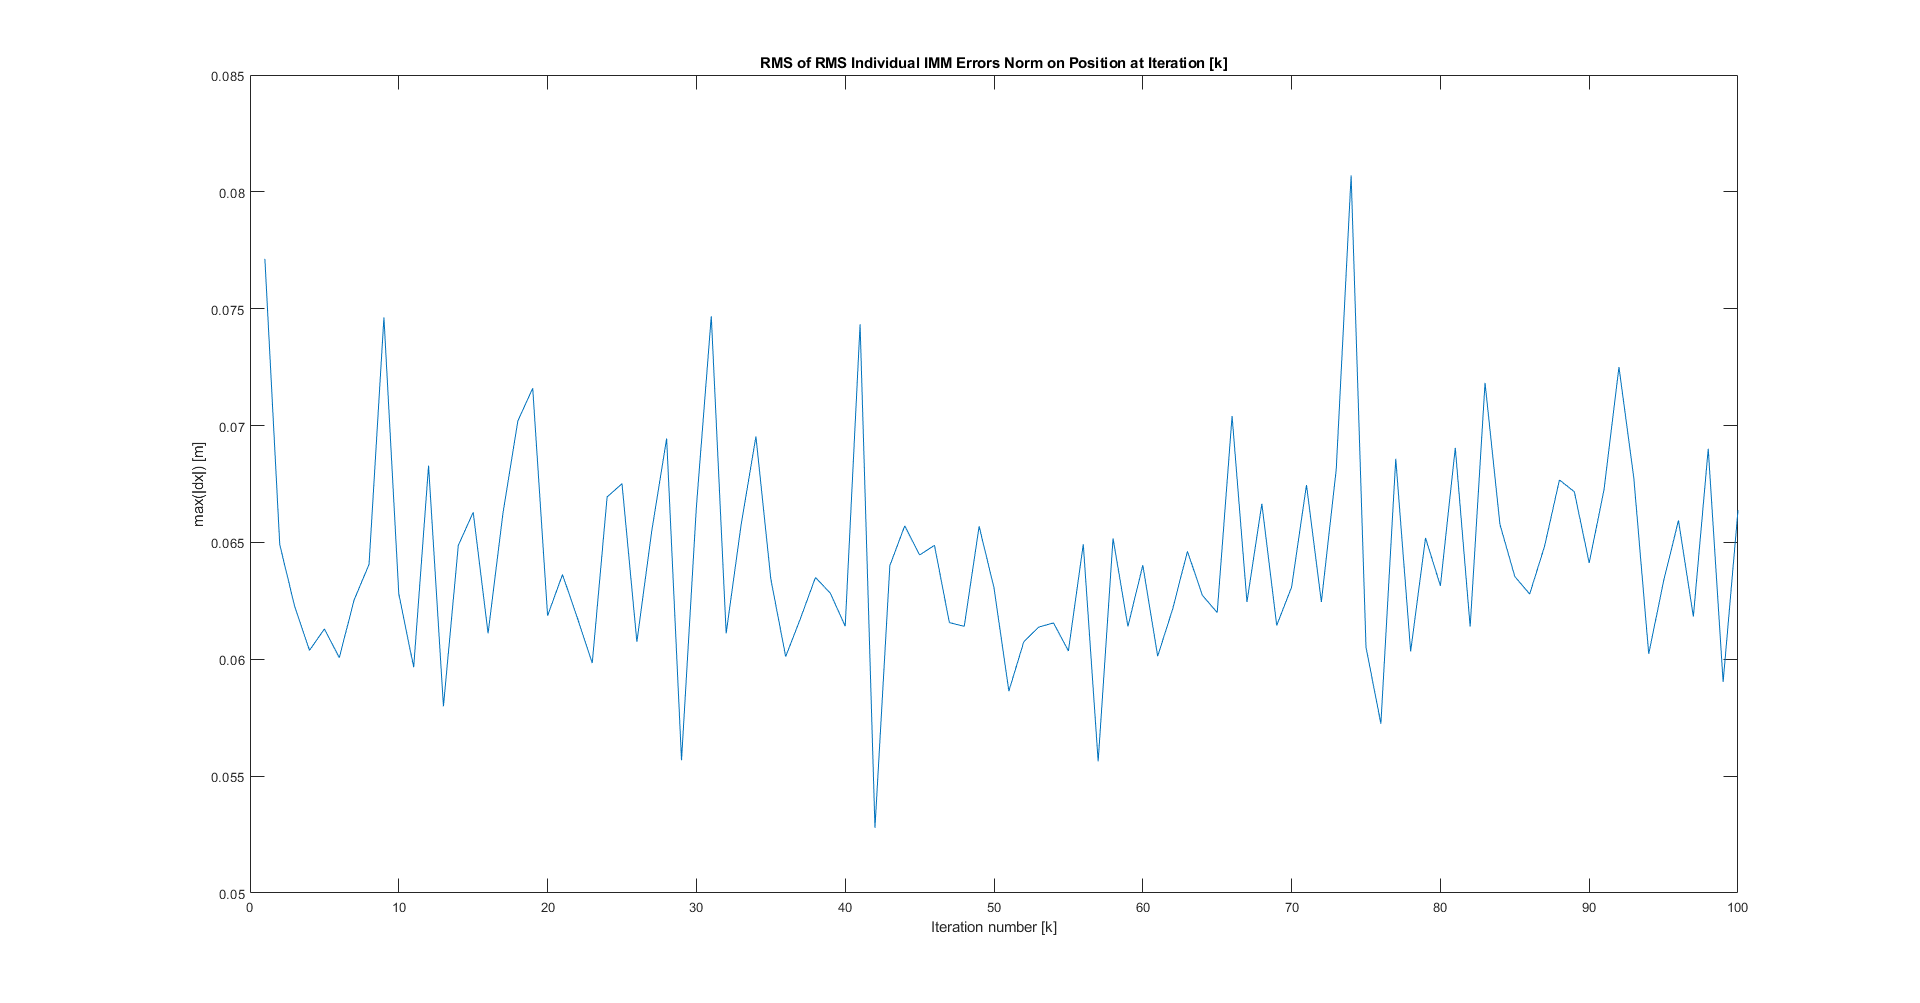 RMS of RMS Individual IMM Errors Norm on Position at Iteration [k]
0.085
0.08
0.075
0.07
0.065
0.06
0.055
0.05
max(|dx|) [m]
0 10 20 30 40 50 60 70 80 90 100
Iteration number [k]